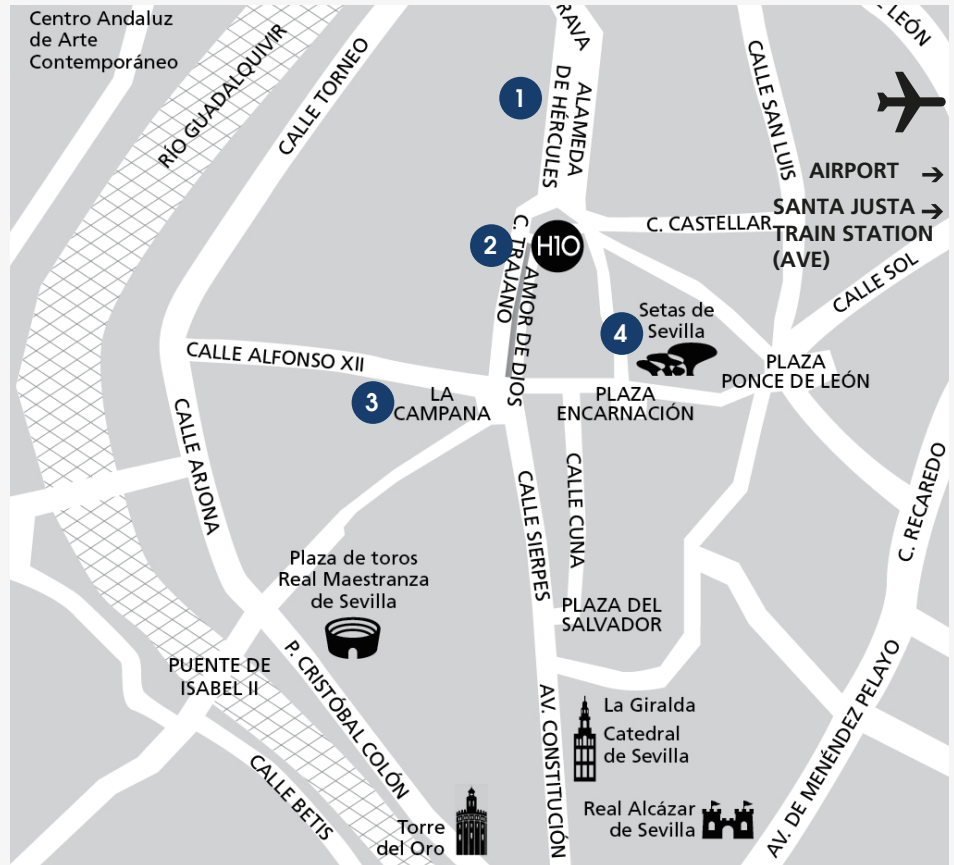 Centro Andaluz
de Arte
Contemporáneo
RÍO GUADALQUIVIR
CALLE TORNEO
RAVA
ALAMEDA
DE HÉRCULES
CALLE SAN LUIS
LEÓN
1
AIRPORT →
SANTA JUSTA →
TRAIN STATION
(AVE)
C. CASTELLAR
2
H10
C. TRAJANO
AMOR DE DIOS
CALLE SOL
4
Setas de
Sevilla
CALLE ALFONSO XII
3
LA
CAMPANA
PLAZA
ENCARNACIÓN
PLAZA
PONCE DE LEÓN
CALLE ARJONA
CALLE SIERPES
CALLE CUNA
C. RECAREDO
Plaza de toros
Real Maestranza
de Sevilla
PLAZA DEL
SALVADOR
PUENTE DE
ISABEL II
P. CRISTÓBAL COLÓN
AV. CONSTITUCIÓN
La Giralda
Catedral
de Sevilla
AV. DE MENÉNDEZ PELAYO
CALLE BETIS
Torre
del Oro
Real Alcázar
de Sevilla